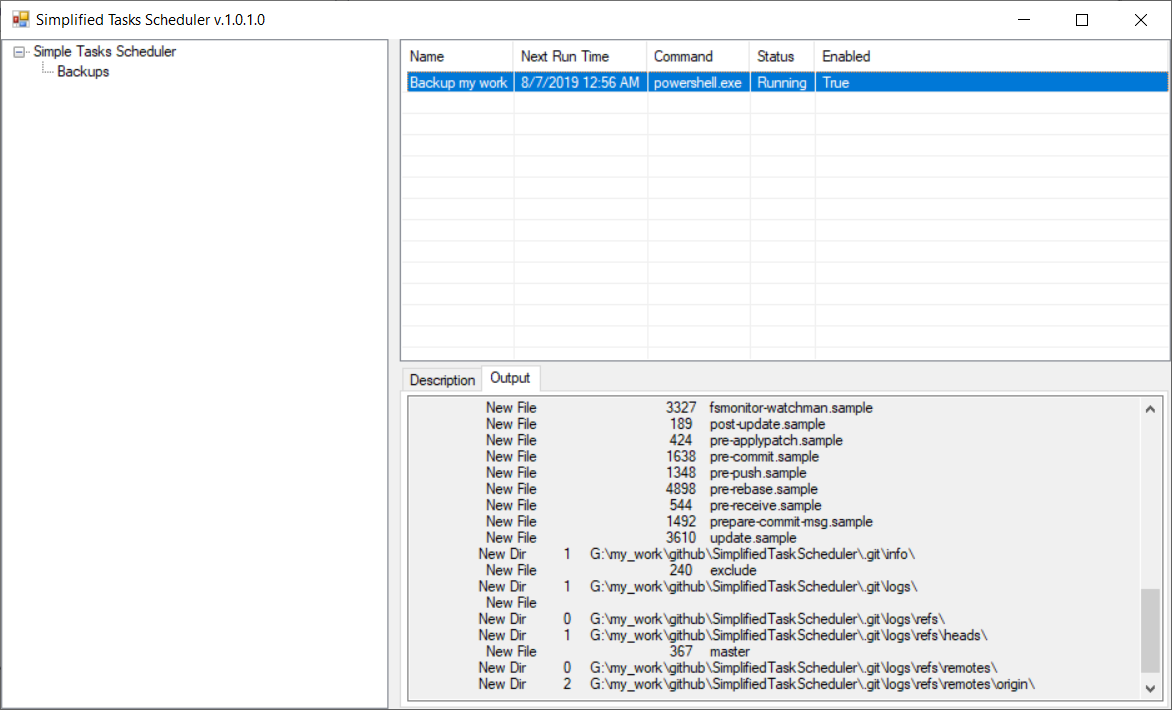 Simplified Tasks Scheduler v.1.0.1.0
Simple Tasks Scheduler
Backups
Name Next Run Time Command Status Enabled
Backup my work 8/7/2019 12:56 AM powershell.exe Running True
Description Output
New File 3327 fsmonitor-watchman.sample
New File 189 post-update.sample
New File 424 pre-applypatch.sample
New File 1638 pre-commit.sample
New File 1348 pre-push.sample
New File 4898 pre-rebase.sample
New File 544 pre-receive.sample
New File 1492 prepare-commit-msg.sample
New File 3610 update.sample
New Dir 1 G:\my_work\github\SimplifiedTaskScheduler\.git\info\
New File 240 exclude
New Dir 1 G:\my_work\github\SimplifiedTaskScheduler\.git\logs\
New File
New Dir 0 G:\my_work\github\SimplifiedTaskScheduler\.git\logs\refs\
New Dir 1 G:\my_work\github\SimplifiedTaskScheduler\.git\logs\refs\heads\
New File 367 master
New Dir 0 G:\my_work\github\SimplifiedTaskScheduler\.git\logs\refs\remotes\
New Dir 2 G:\my_work\github\SimplifiedTaskScheduler\.git\logs\refs\remotes\origin\